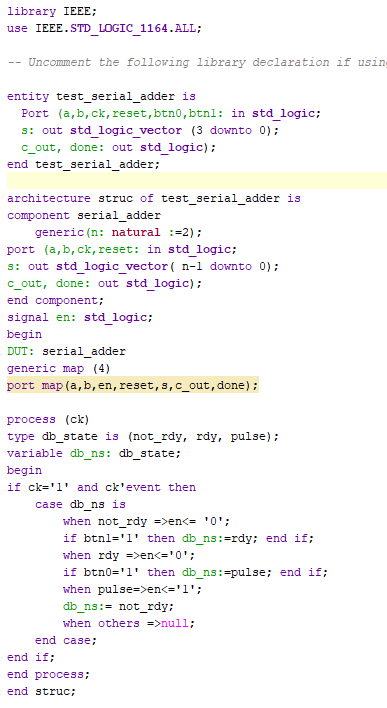 library IEEE;
use IEEE.STD_LOGIC_1164.ALL;
-- Uncomment the following library declaration if using
entity test_serial_adder is
Port (a,b,ck,reset,btn0,btn1: in std_logic;
s: out std_logic_vector (3 downto 0);
c_out, done: out std_logic);
end test_serial_adder;
architecture struc of test_serial_adder is
component serial_adder
generic(n: natural :=2);
port (a,b,ck,reset: in std_logic;
s: out std_logic_vector( n-1 downto 0);
c_out, done: out std_logic);
end component;
signal en: std_logic;
begin
DUT: serial_adder
generic map (4)
port map(a,b,en,reset,s,c_out,done);
process (ck)
type db_state is (not_rdy, rdy, pulse);
variable db_ns: db_state;
begin
if ck='1' and ck'event then
case db_ns is
when not_rdy =>en<= '0';
if btn1='1' then db_ns:=rdy; end if;
when rdy =>en<='0';
if btn0='1' then db_ns:=pulse; end if;
when pulse=>en<='1';
db_ns:= not_rdy;
when others =>null;
end case;
end if;
end process;
end struc;